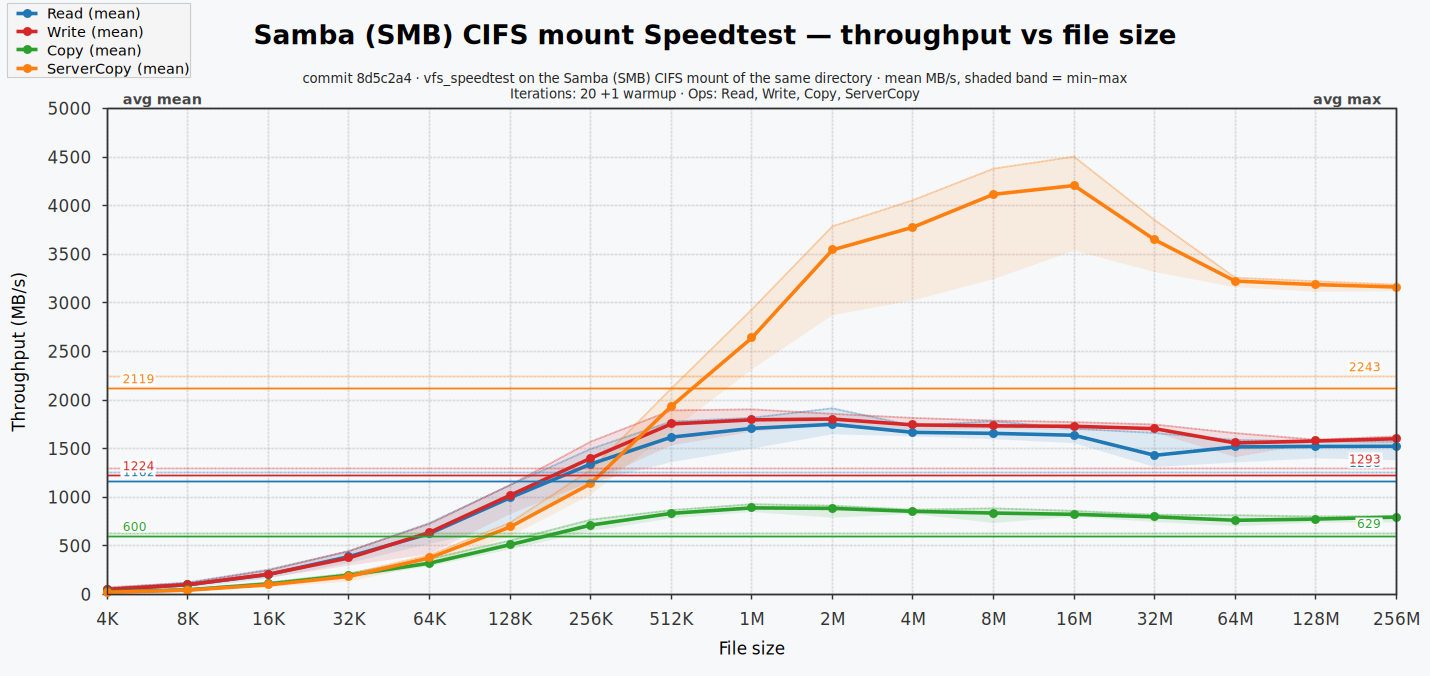 Read (mean)
Write (mean)
Copy (mean)
ServerCopy (mean)
Samba (SMB) CIFS mount Speedtest — throughput vs file size
commit 8d5c2a4 · vfs_speedtest on the Samba (SMB) CIFS mount of the same directory · mean MB/s, shaded band = min–max
Iterations: 20 +1 warmup · Ops: Read, Write, Copy, ServerCopy
avg mean
avg max
5000
4500
4000
3500
3000
2500
2000
1500
1000
500
0
Throughput (MB/s)
2119
2243
1224
1293
600
629
4K
8K
16K
32K
64K
128K
256K
512K
1M
2M
4M
8M
16M
32M
64M
128M
256M
File size